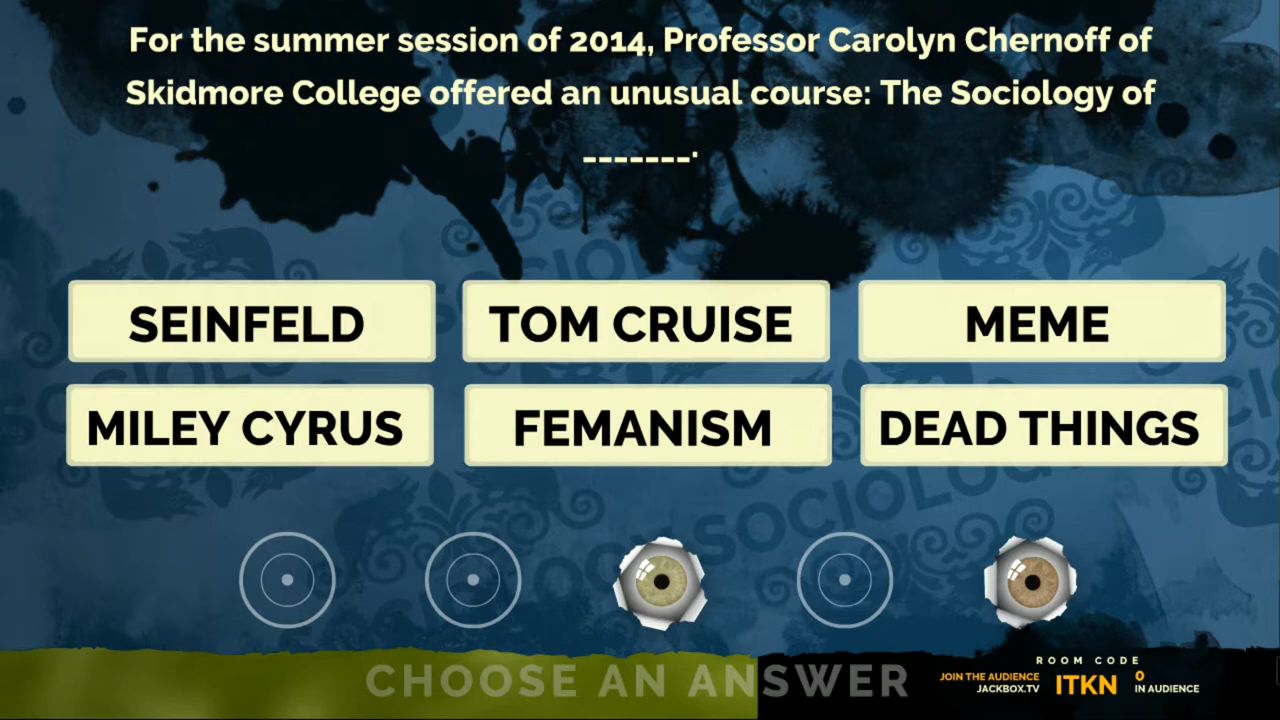 For the summer session of 2014, Professor Carolyn Chernoff of
Skidmore College offered an unusual course: The Sociology of
_______.
SEINFELD
TOM CRUISE
MEME
MILEY CYRUS
FEMANISM
DEAD THINGS
CHOOSE AN ANSWER
ROOM CODE
JOIN THE AUDIENCE
JACKBOX.TV
ITKN
0
IN AUDIENCE